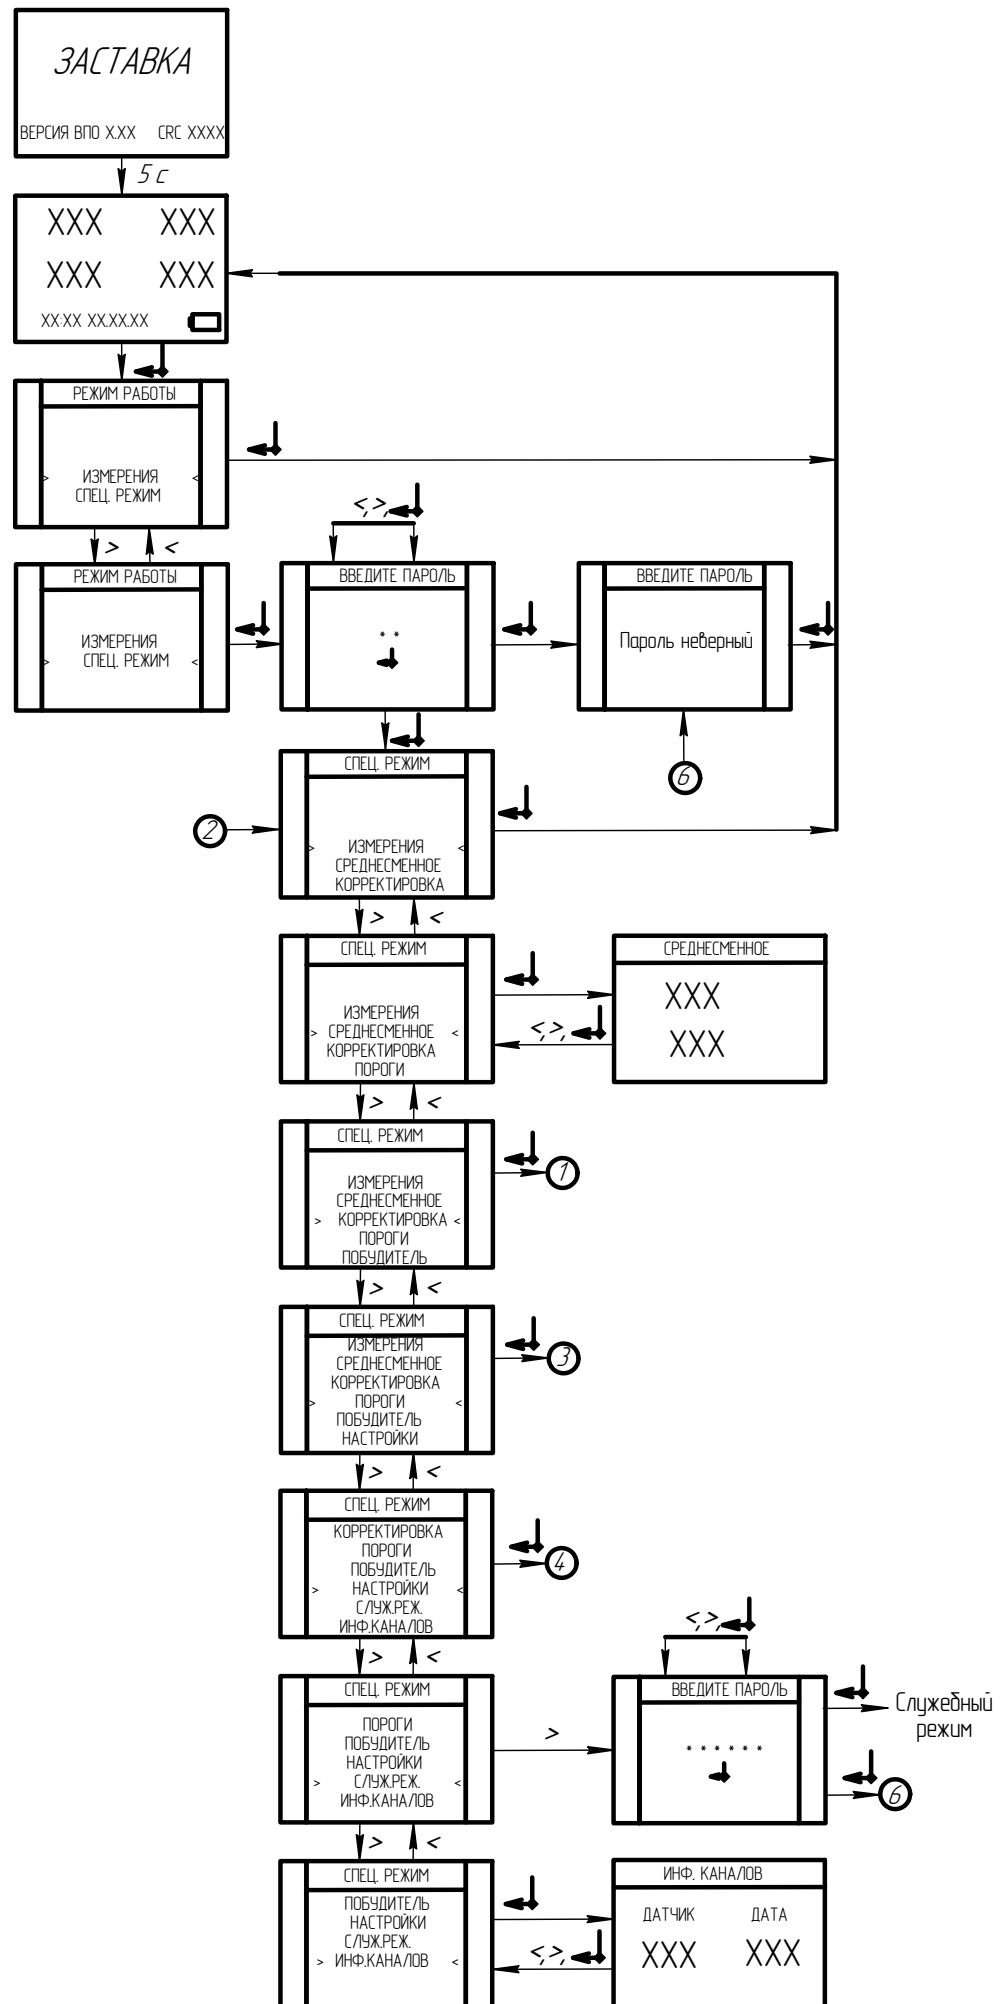 ЗАСТАВКА
ВЕРСИЯ ВПО X.XX CRC XXXX
5 с
XXX XXX
XXX XXX
XX:XX XX.XX.XX
РЕЖИМ РАБОТЫ
> ИЗМЕРЕНИЯ <
СПЕЦ. РЕЖИМ
> <
РЕЖИМ РАБОТЫ
ИЗМЕРЕНИЯ
> СПЕЦ. РЕЖИМ <
<,>,
ВВЕДИТЕ ПАРОЛЬ
* *
ВВЕДИТЕ ПАРОЛЬ
Пароль неверный
6
СПЕЦ. РЕЖИМ
2
> ИЗМЕРЕНИЯ <
СРЕДНЕСМЕННОЕ
КОРРЕКТИРОВКА
> <
СПЕЦ. РЕЖИМ
ИЗМЕРЕНИЯ
> СРЕДНЕСМЕННОЕ <
КОРРЕКТИРОВКА
ПОРОГИ
СРЕДНЕСМЕННОЕ
XXX
<,>,
XXX
> <
СПЕЦ. РЕЖИМ
1
ИЗМЕРЕНИЯ
СРЕДНЕСМЕННОЕ
> КОРРЕКТИРОВКА <
ПОРОГИ
ПОБУДИТЕЛЬ
> <
СПЕЦ. РЕЖИМ
3
ИЗМЕРЕНИЯ
СРЕДНЕСМЕННОЕ
КОРРЕКТИРОВКА
> ПОРОГИ <
ПОБУДИТЕЛЬ
НАСТРОЙКИ
> <
СПЕЦ. РЕЖИМ
4
КОРРЕКТИРОВКА
ПОРОГИ
ПОБУДИТЕЛЬ
> НАСТРОЙКИ <
СЛУЖ.РЕЖ.
ИНФ.КАНАЛОВ
> <
СПЕЦ. РЕЖИМ
ПОРОГИ
ПОБУДИТЕЛЬ
НАСТРОЙКИ
> СЛУЖ.РЕЖ. <
ИНФ.КАНАЛОВ
>
<,>,
ВВЕДИТЕ ПАРОЛЬ
* * * * * *
Служебный
режим
6
> <
СПЕЦ. РЕЖИМ
ПОБУДИТЕЛЬ
НАСТРОЙКИ
СЛУЖ.РЕЖ.
> ИНФ.КАНАЛОВ <
<,>,
ИНФ. КАНАЛОВ
ДАТЧИК ДАТА
XXX XXX